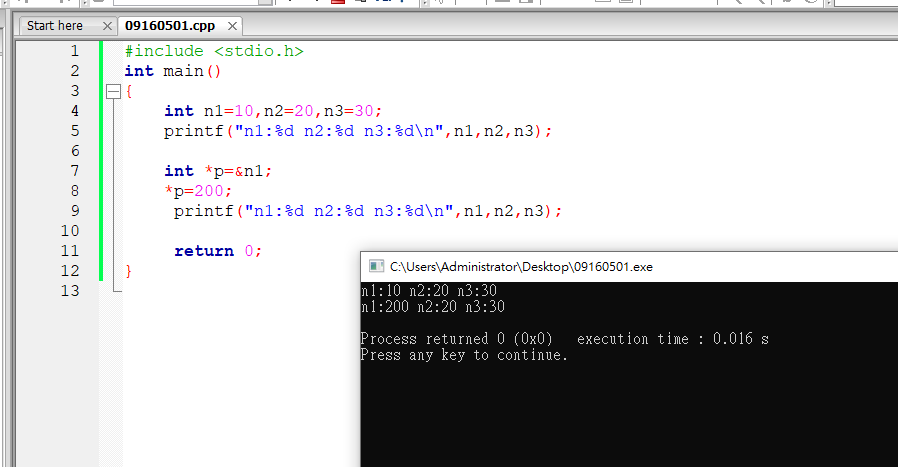 Start here × 09160501.cpp ×
1 #include <stdio.h>
2 int main()
3 {
4 int n1=10,n2=20,n3=30;
5 printf("n1:%d n2:%d n3:%d\n",n1,n2,n3);
6
7 int *p=&n1;
8 *p=200;
9 printf("n1:%d n2:%d n3:%d\n",n1,n2,n3);
10
11 return 0;
12 }
13
C:\Users\Administrator\Desktop\09160501.exe
n1:10 n2:20 n3:30
n1:200 n2:20 n3:30
Process returned 0 (0x0) execution time : 0.016 s
Press any key to continue.